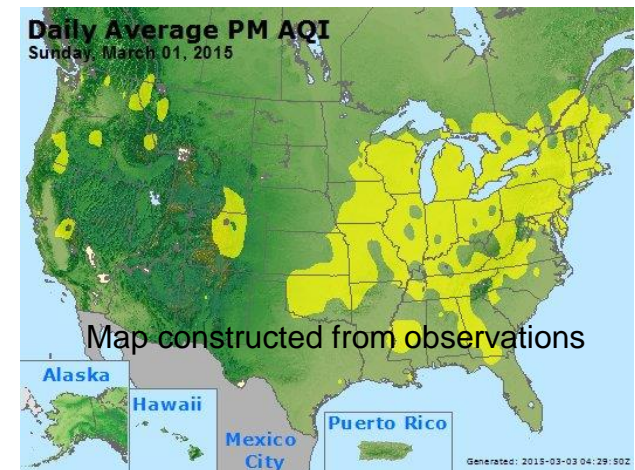 Daily Average PM AQI
Sunday, March 01, 2015
Map constructed from observations
Alaska
Hawaii
Mexico
City
Puerto Rico
Generated: 2015-03-03 04:29:50Z